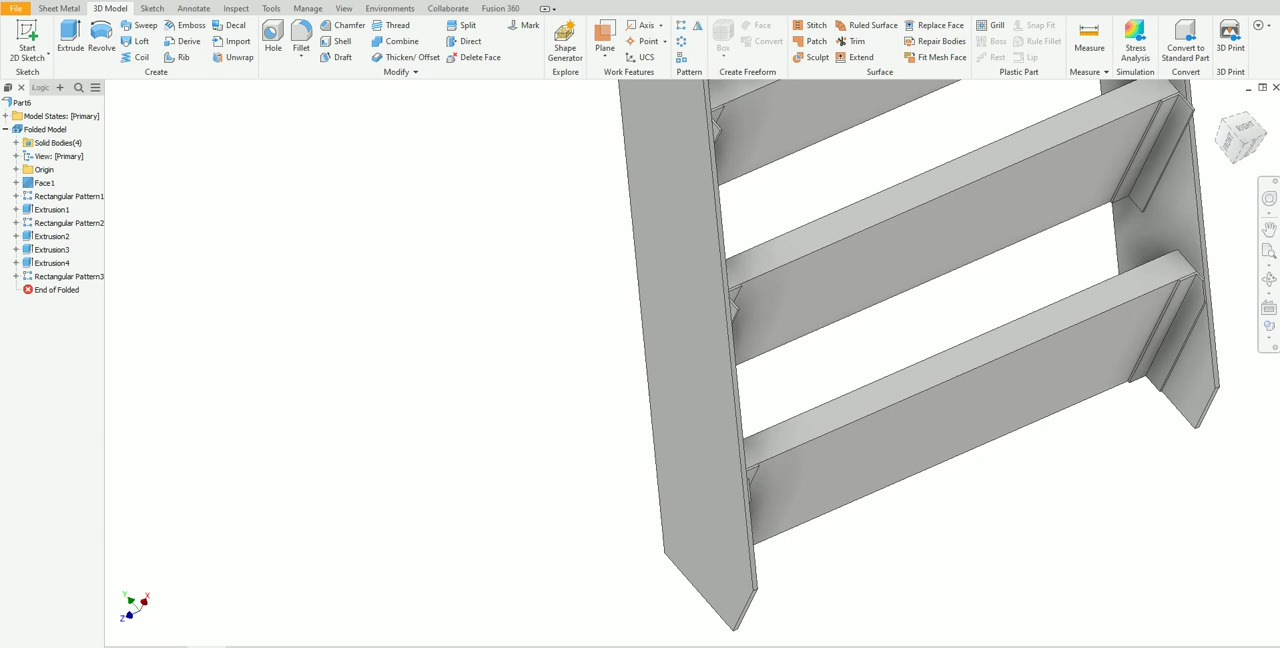 File Sheet Metal 3D Model Sketch Annotate Inspect Tools Manage View Environments Collaborate Fusion 360
Start 2D Sketch Extrude Revolve Sweep Emboss Decal Hole Fillet Chamfer Thread Split Mark Shape Generator Plane Axis Box Face Stitch Ruled Surface Replace Face Grill Snap Fit Measure Stress Analysis Convert to Standard Part 3D Print
Loft Derive Import Shell Combine Direct Point Convert Patch Trim Repair Bodies Boss Rule Fillet
Coil Rib Unwrap Draft Thicken/ Offset Delete Face UCS Sculpt Extend Fit Mesh Face Rest Lip
Sketch Create Modify Explore Work Features Pattern Create Freeform Surface Plastic Part Measure Simulation Convert 3D Print
Logic
Part6
Model States: [Primary]
Folded Model
Solid Bodies(4)
View: [Primary]
Origin
Face1
Rectangular Pattern1
Extrusion1
Rectangular Pattern2
Extrusion2
Extrusion3
Extrusion4
Rectangular Pattern3
End of Folded
FRONT RIGHT
Y X
Z